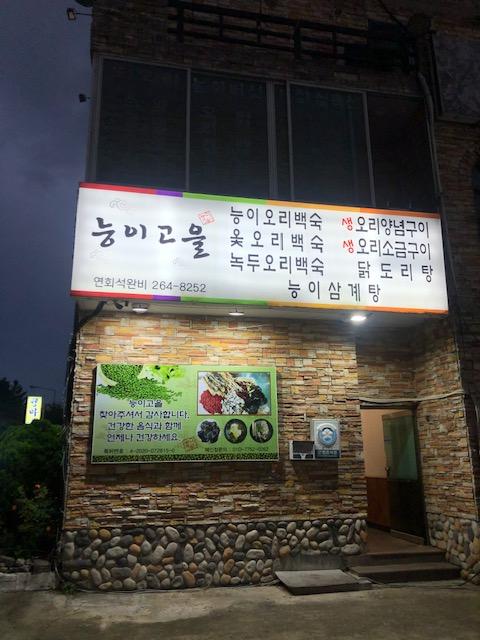 능이고을
연회석완비 264-8252
능이오리백숙
옻오리백숙
녹두오리백숙
생오리양념구이
생오리소금구이
닭도리탕
능이삼계탕
능이고을
찾아주셔서 감사합니다.
건강한 음식과 함께
언제나 건강하세요